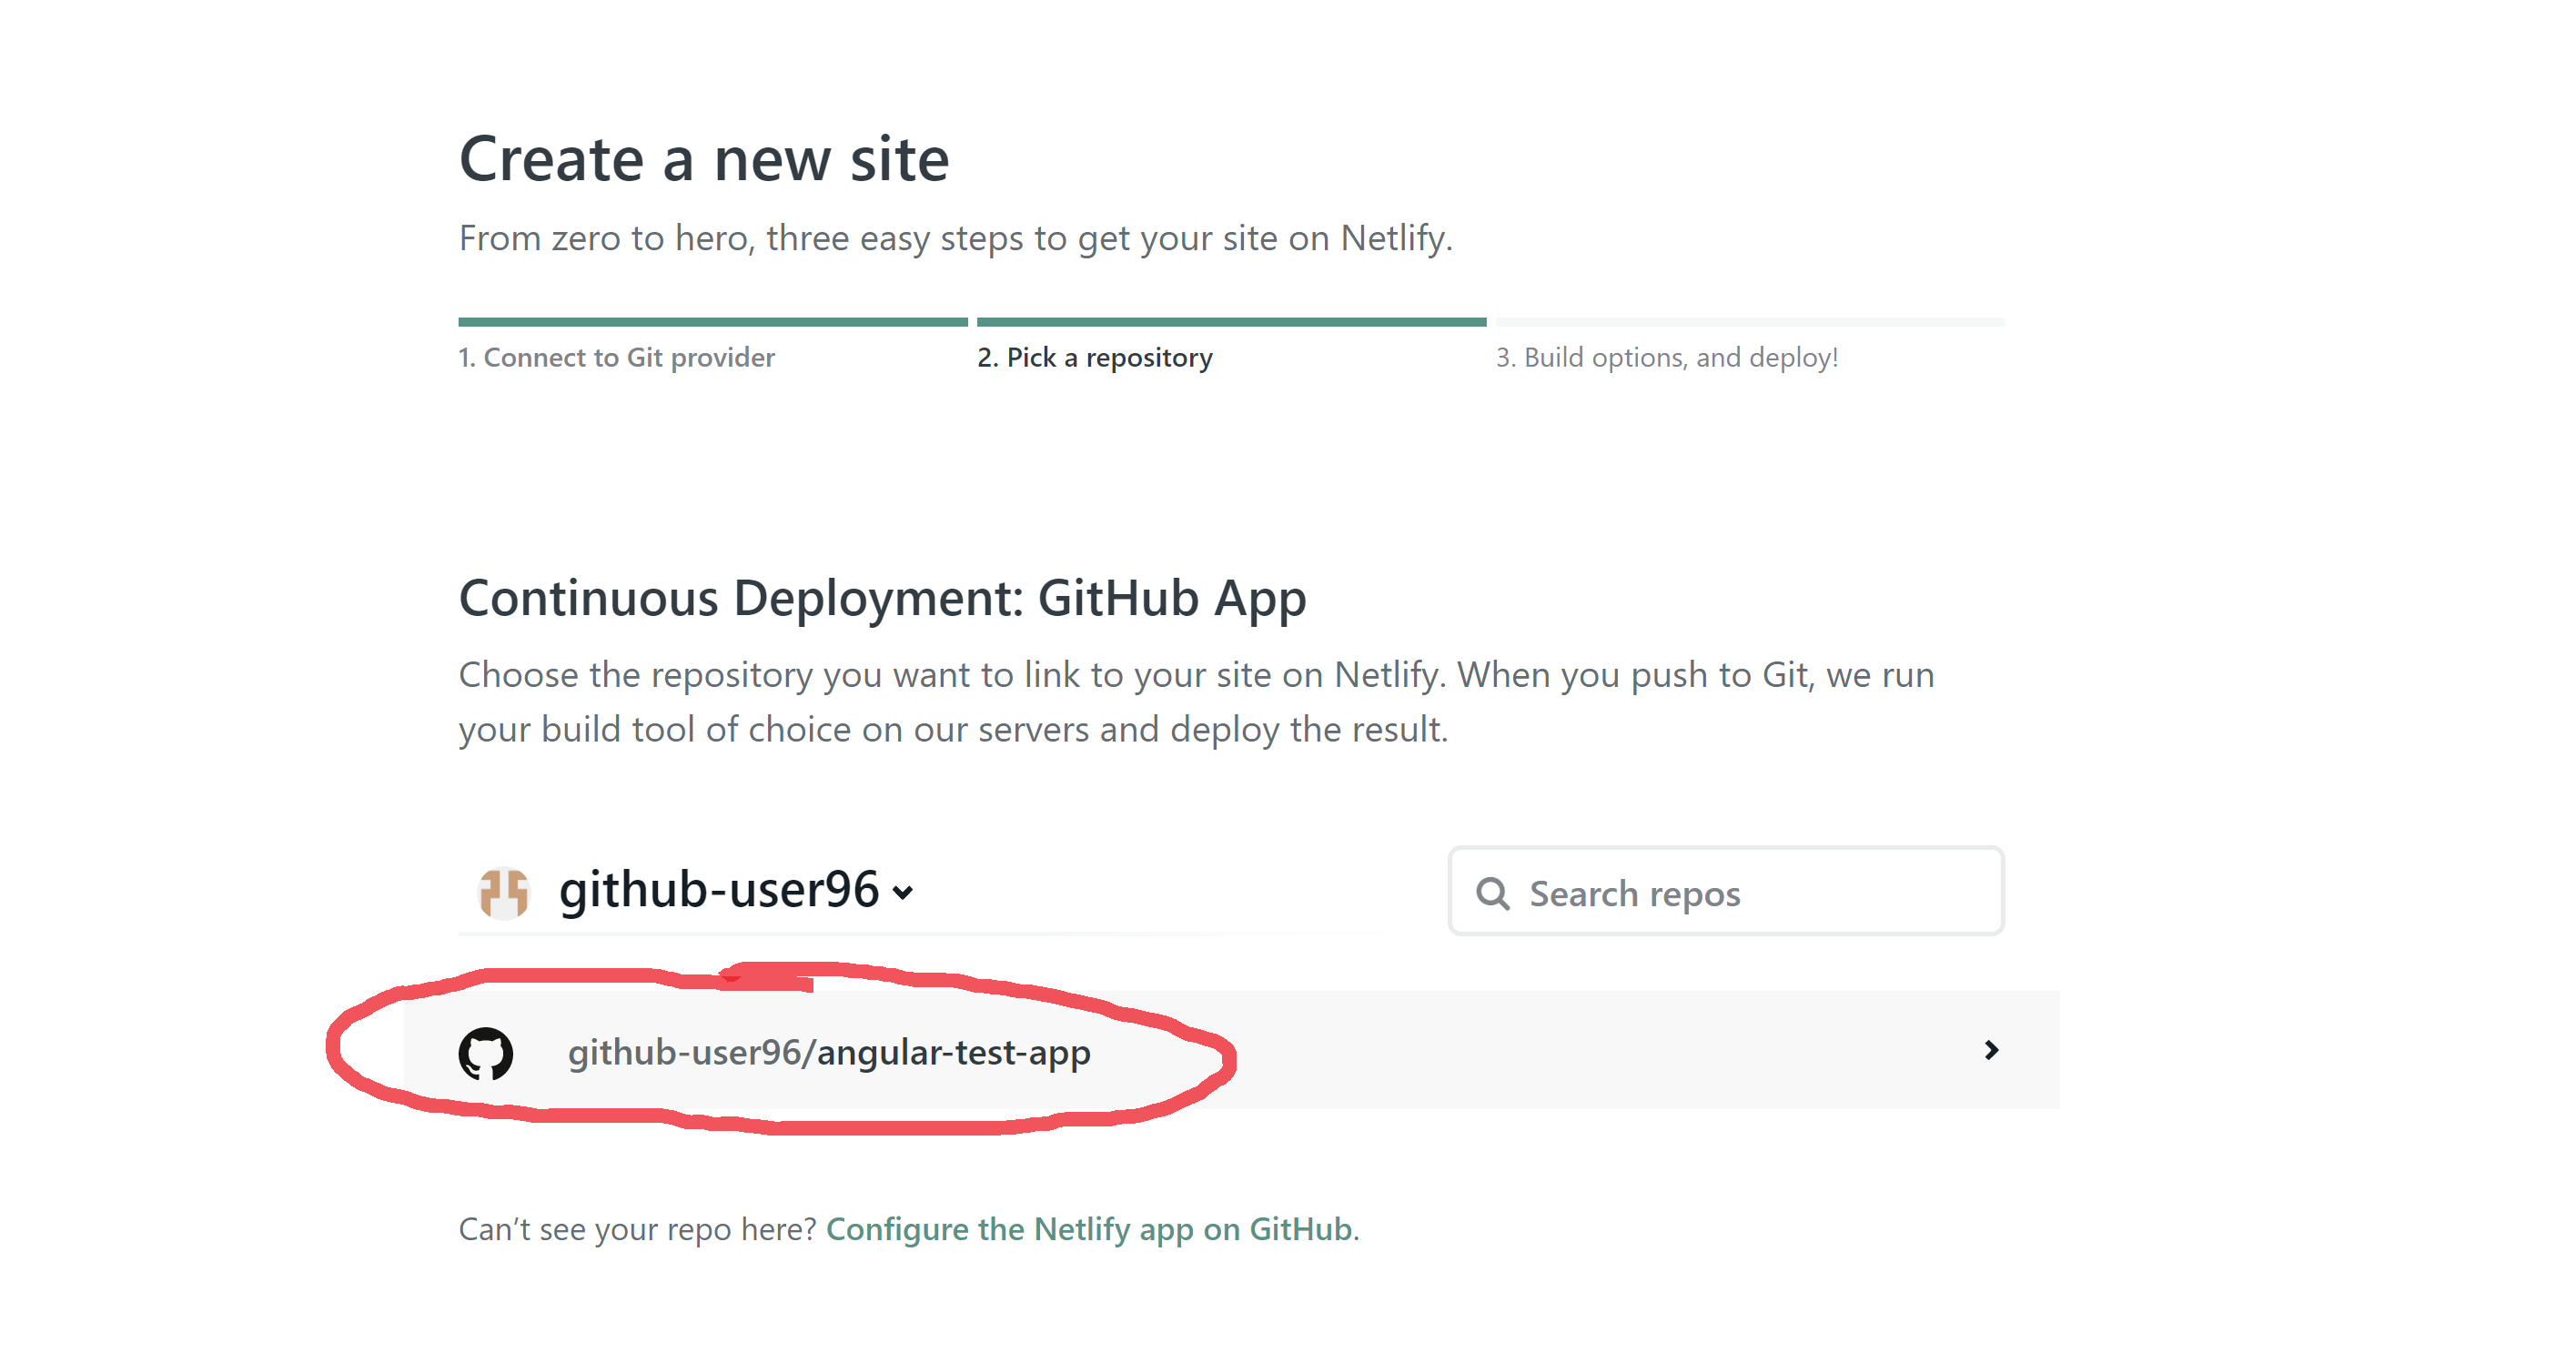 Create a new site
From zero to hero, three easy steps to get your site on Netlify.
1. Connect to Git provider
2. Pick a repository
3. Build options, and deploy!
Continuous Deployment: GitHub App
Choose the repository you want to link to your site on Netlify. When you push to Git, we run
your build tool of choice on our servers and deploy the result.
github-user96
Search repos
github-user96/angular-test-app
Can’t see your repo here? Configure the Netlify app on GitHub.